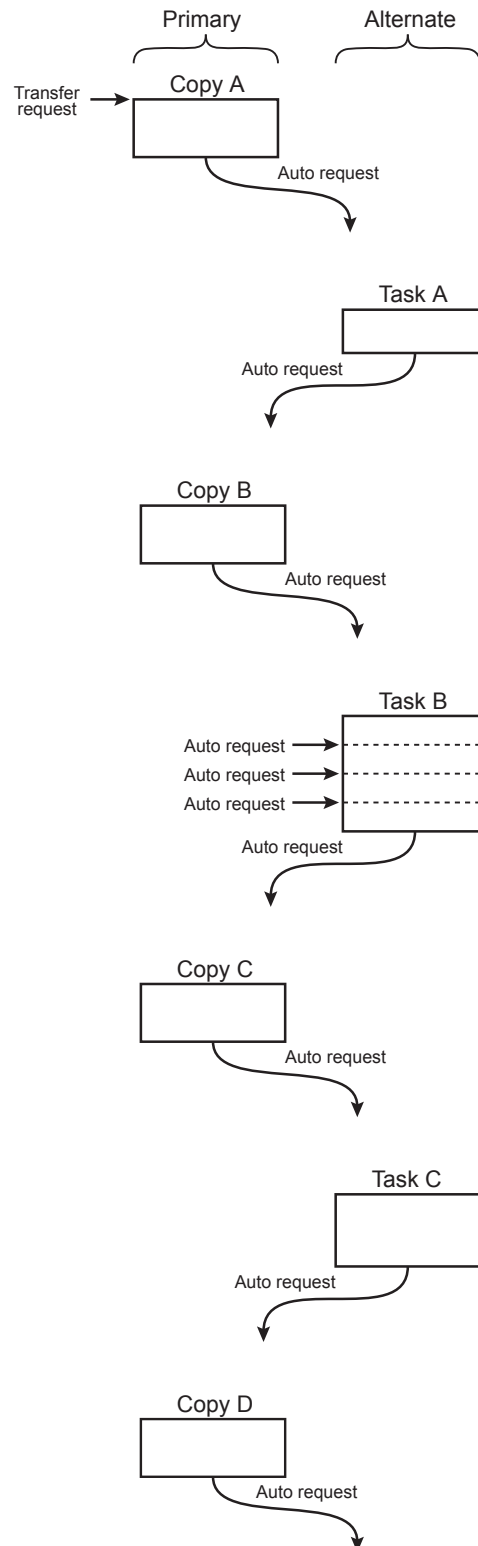 Primary
Alternate
Copy A
Transfer
request
Auto request
Task A
Auto request
Copy B
Auto request
Task B
Auto request
Auto request
Auto request
Auto request
Copy C
Auto request
Task C
Auto request
Copy D
Auto request